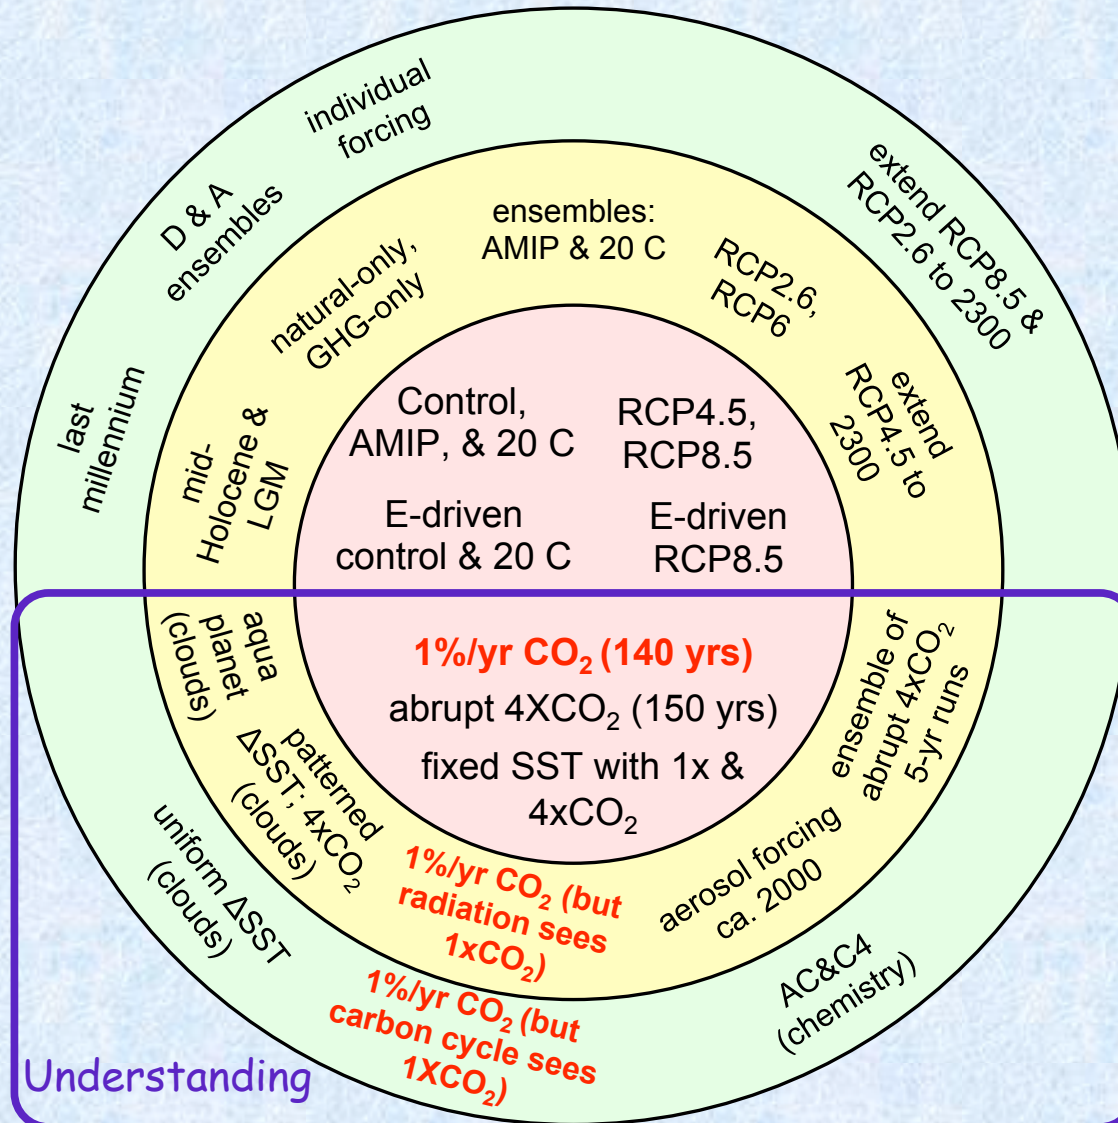 individual
forcing
D & A
ensembles
last
millennium
extend RCP8.5 &
RCP2.6 to 2300
ensembles:
AMIP & 20 C
natural-only,
GHG-only
mid-
Holocene &
LGM
RCP2.6,
RCP6
extend
RCP4.5 to
2300
Control,
AMIP, & 20 C
RCP4.5,
RCP8.5
E-driven
control & 20 C
E-driven
RCP8.5
1%/yr CO₂ (140 yrs)
abrupt 4XCO₂ (150 yrs)
fixed SST with 1x &
4xCO₂
aqua
planet
(clouds)
patterned
ΔSST; 4xCO₂
(clouds)
1%/yr CO₂ (but
radiation sees
1xCO₂)
aerosol forcing
ca. 2000
ensemble of
abrupt 4xCO₂
5-yr runs
uniform ΔSST
(clouds)
1%/yr CO₂ (but
carbon cycle sees
1XCO₂)
AC&C4
(chemistry)
Understanding